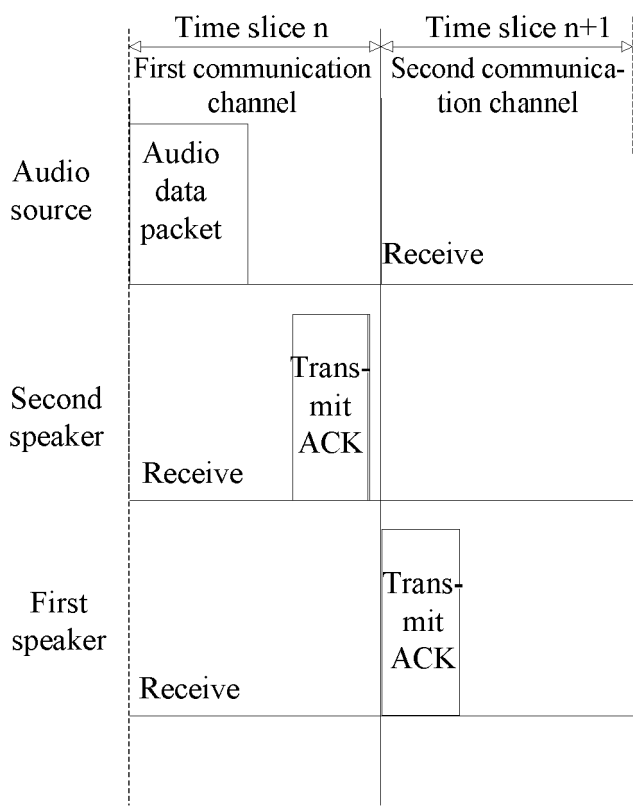 Time slice n
Time slice n+1
First communication
channel
Second communica-
tion channel
Audio
source
Audio
data
packet
Receive
Second
speaker
Receive
Trans-
mit
ACK
First
speaker
Receive
Trans-
mit
ACK